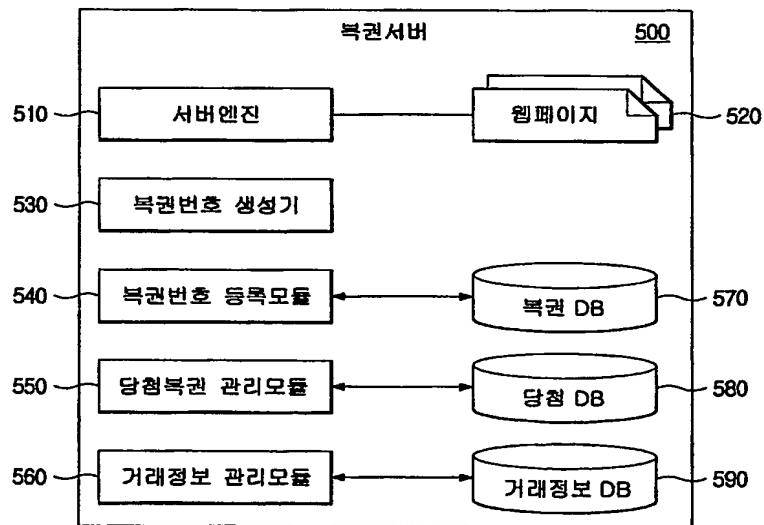 복권서버 500
510 서버엔진 웹페이지 520
530 복권번호 생성기
540 복권번호 등록모듈 복권 DB 570
550 당첨복권 관리모듈 당첨 DB 580
560 거래정보 관리모듈 거래정보 DB 590